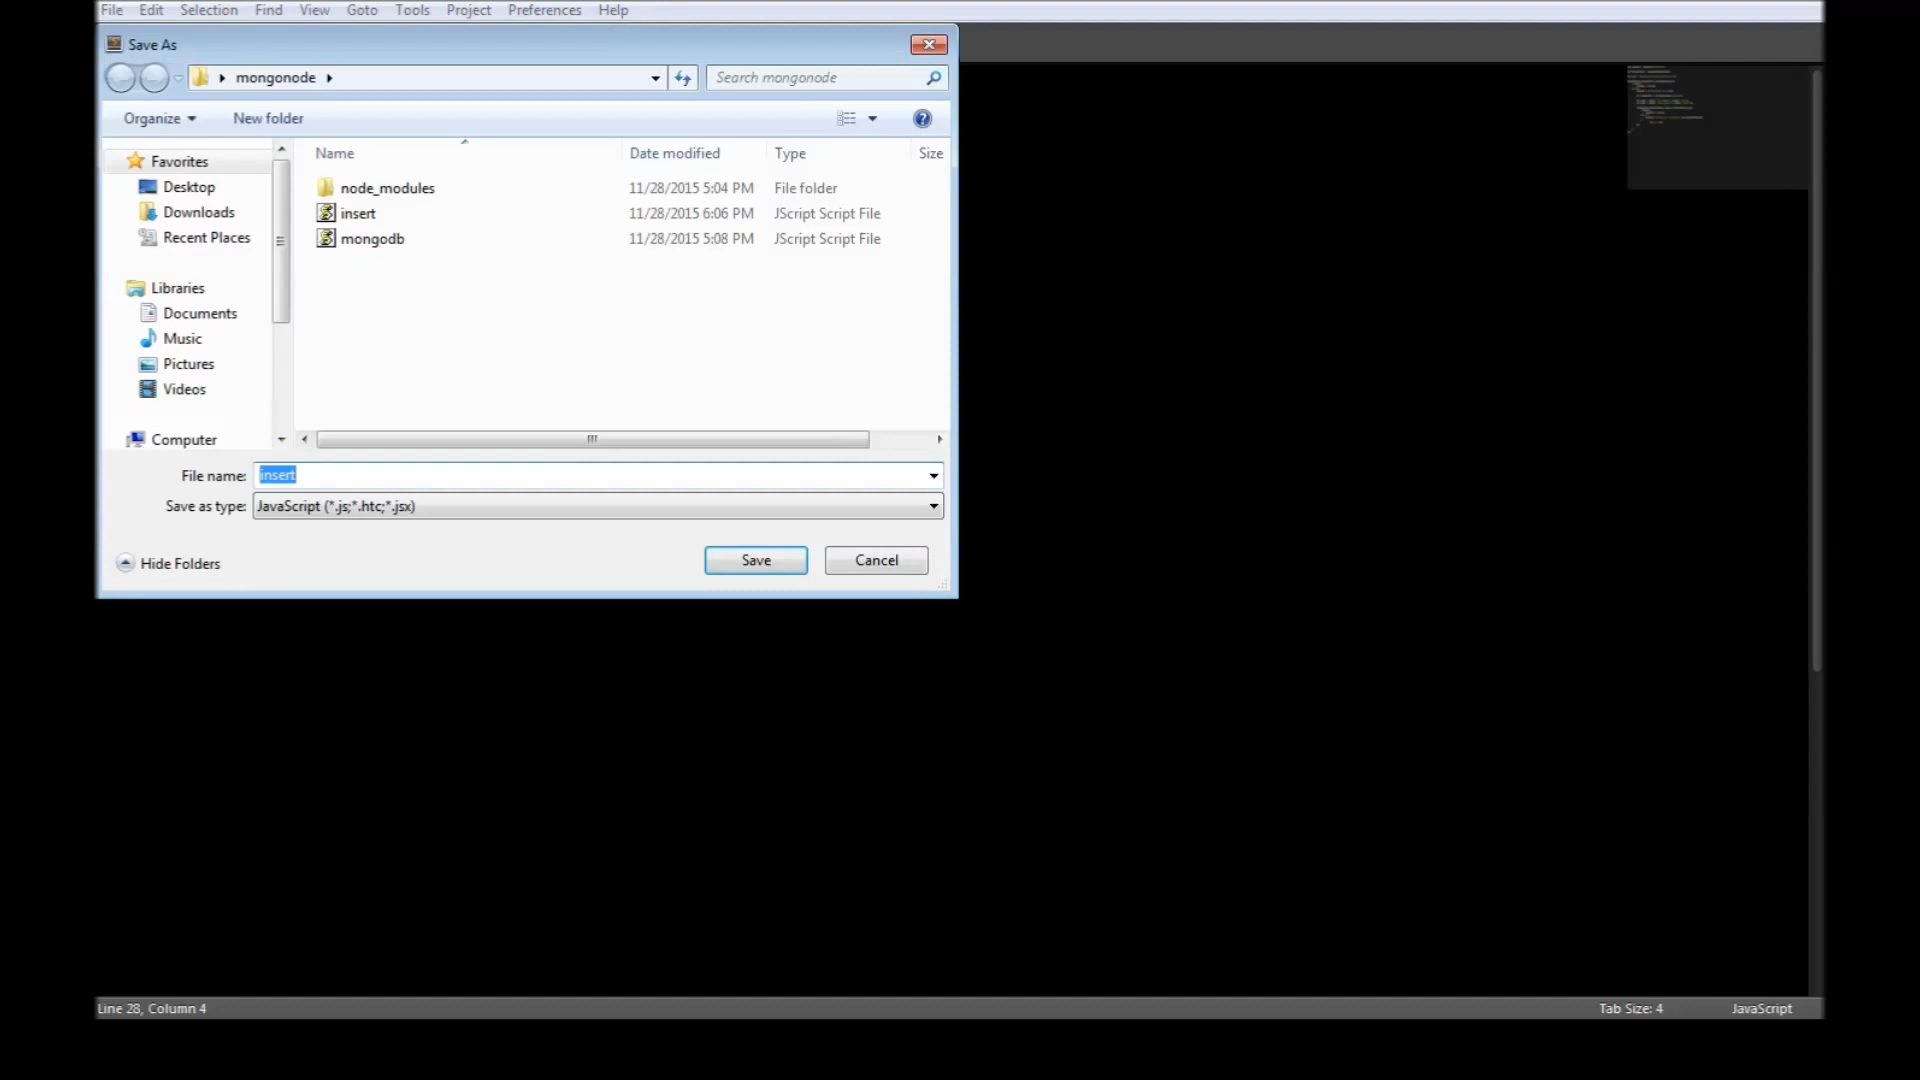 File Edit Selection Find View Goto Tools Project Preferences Help
Save As
mongonode
Search mongonode
Organize New folder
Name Date modified Type Size
Favorites
Desktop
Downloads
Recent Places
Libraries
Documents
Music
Pictures
Videos
Computer
node_modules 11/28/2015 5:04 PM File folder
insert 11/28/2015 6:06 PM JScript Script File
mongodb 11/28/2015 5:08 PM JScript Script File
File name: insert
Save as type: JavaScript (*.js;*.htc;*.jsx)
Hide Folders
Save Cancel
Line 28, Column 4
Tab Size: 4
JavaScript